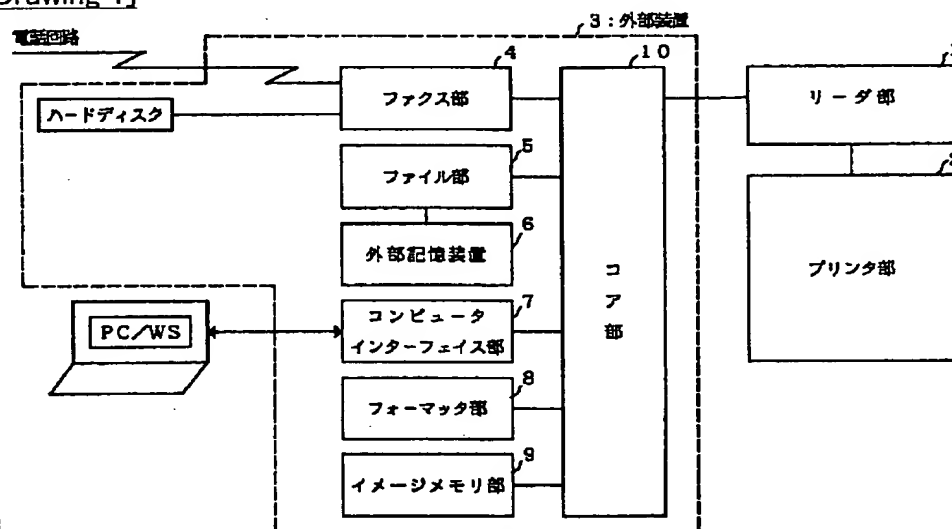 Drawing 1]
3:外部装置
電話回路
4
10
ファクス部
リーダ部
ハードディスク
5
ファイル部
6
外部記憶装置
プリンタ部
コア部
7
コンピュータ
インターフェイス部
PC/WS
8
フォーマッタ部
9
イメージメモリ部